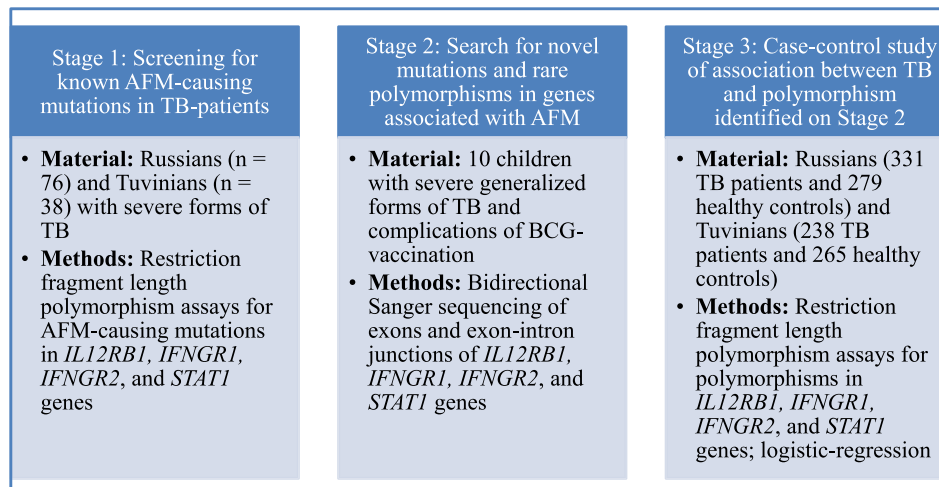 Stage 1: Screening for
known AFM-causing
mutations in TB-patients
• Material: Russians (n =
76) and Tuvinians (n =
38) with severe forms of
TB
• Methods: Restriction
fragment length
polymorphism assays for
AFM-causing mutations
in IL12RB1, IFNGR1,
IFNGR2, and STAT1
genes
Stage 2: Search for novel
mutations and rare
polymorphisms in genes
associated with AFM
• Material: 10 children
with severe generalized
forms of TB and
complications of BCG-
vaccination
• Methods: Bidirectional
Sanger sequencing of
exons and exon-intron
junctions of IL12RB1,
IFNGR1, IFNGR2, and
STAT1 genes
Stage 3: Case-control study
of association between TB
and polymorphism
identified on Stage 2
• Material: Russians (331
TB patients and 279
healthy controls) and
Tuvinians (238 TB
patients and 265 healthy
controls)
• Methods: Restriction
fragment length
polymorphism assays for
polymorphisms in
IL12RB1, IFNGR1,
IFNGR2, and STAT1
genes; logistic-regression